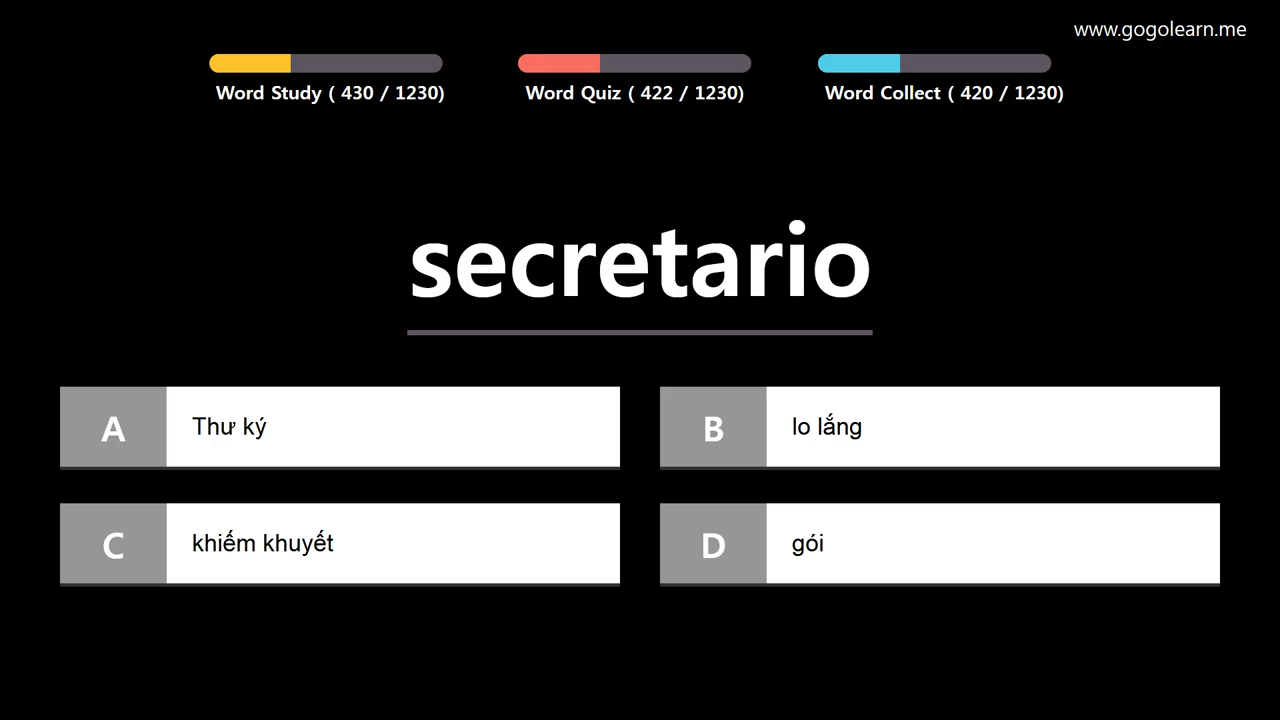 www.gogolearn.me
Word Study ( 430 / 1230)
Word Quiz ( 422 / 1230)
Word Collect ( 420 / 1230)
secretario
A Thư ký
B lo lắng
C khiếm khuyết
D gói